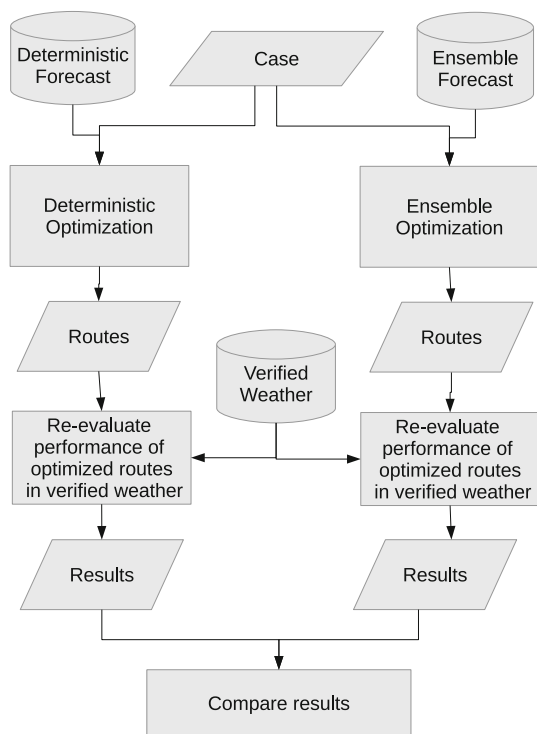 Deterministic
Forecast
Case
Ensemble
Forecast
Deterministic
Optimization
Ensemble
Optimization
Routes
Routes
Verified
Weather
Re-evaluate
performance of
optimized routes
in verified weather
Re-evaluate
performance of
optimized routes
in verified weather
Results
Results
Compare results